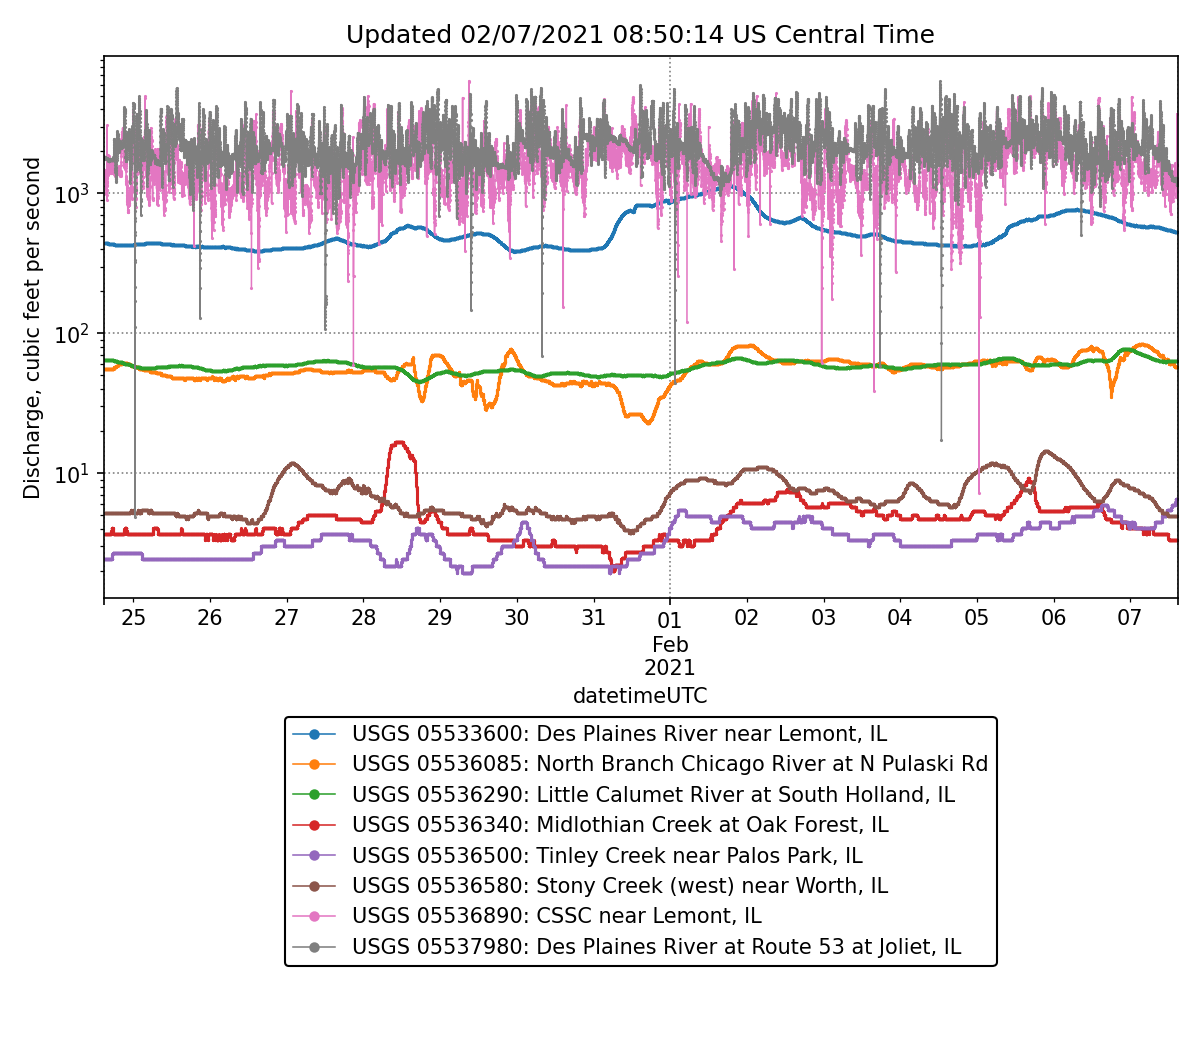 Updated 02/07/2021 08:50:14 US Central Time
Discharge, cubic feet per second
10³
10²
10¹
25 26 27 28 29 30 31 01 02 03 04 05 06 07
Feb
2021
datetimeUTC
USGS 05533600: Des Plaines River near Lemont, IL
USGS 05536085: North Branch Chicago River at N Pulaski Rd
USGS 05536290: Little Calumet River at South Holland, IL
USGS 05536340: Midlothian Creek at Oak Forest, IL
USGS 05536500: Tinley Creek near Palos Park, IL
USGS 05536580: Stony Creek (west) near Worth, IL
USGS 05536890: CSSC near Lemont, IL
USGS 05537980: Des Plaines River at Route 53 at Joliet, IL